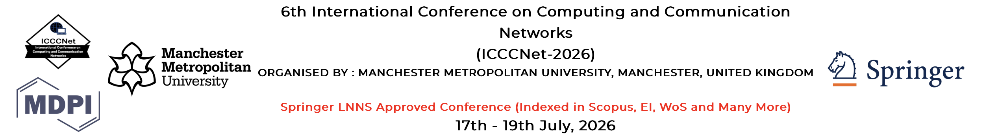 ICCCNet
International Conference on
Computing and Communication
Networks
MDPI
Manchester
Metropolitan
University
6th International Conference on Computing and Communication
Networks
(ICCCNet-2026)
ORGANISED BY : MANCHESTER METROPOLITAN UNIVERSITY, MANCHESTER, UNITED KINGDOM
Springer LNNS Approved Conference (Indexed in Scopus, EI, WoS and Many More)
17th - 19th July, 2026
Springer